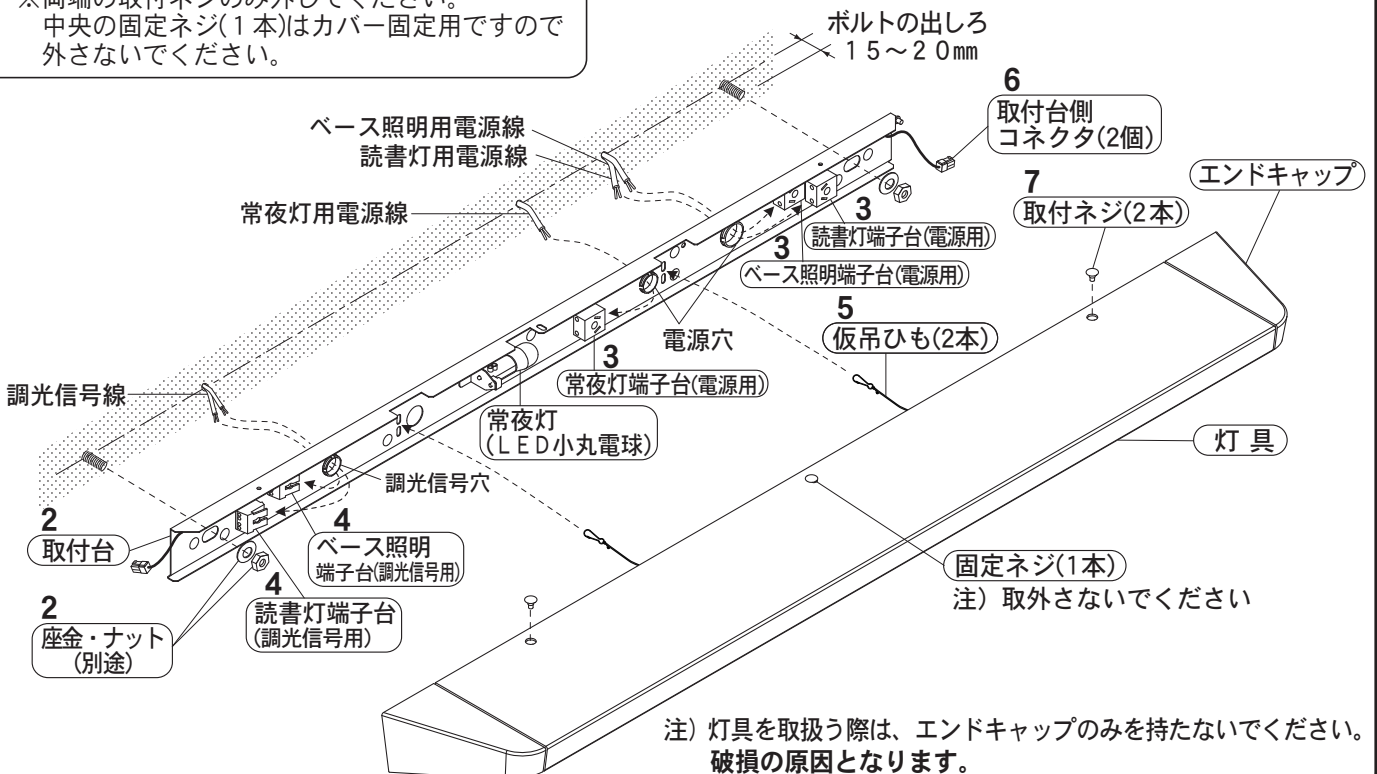 ※両端の取付ネジのみ外してください。
中央の固定ネジ(1本)はカバー固定用ですので
外さないでください。
ボルトの出しろ
15～20mm
6
取付台側
コネクタ(2個)
ベース照明用電源線
読書灯用電源線
エンドキャップ
7
取付ネジ(2本)
常夜灯用電源線
3
読書灯端子台(電源用)
3
ベース照明端子台(電源用)
5
仮吊ひも(2本)
電源穴
3
常夜灯端子台(電源用)
調光信号線
常夜灯
(LED小丸電球)
灯具
調光信号穴
2
取付台
4
ベース照明
端子台(調光信号用)
固定ネジ(1本)
注）取外さないでください
4
読書灯端子台
(調光信号用)
2
座金・ナット
(別途)
注）灯具を取扱う際は、エンドキャップのみを持たないでください。
破損の原因となります。